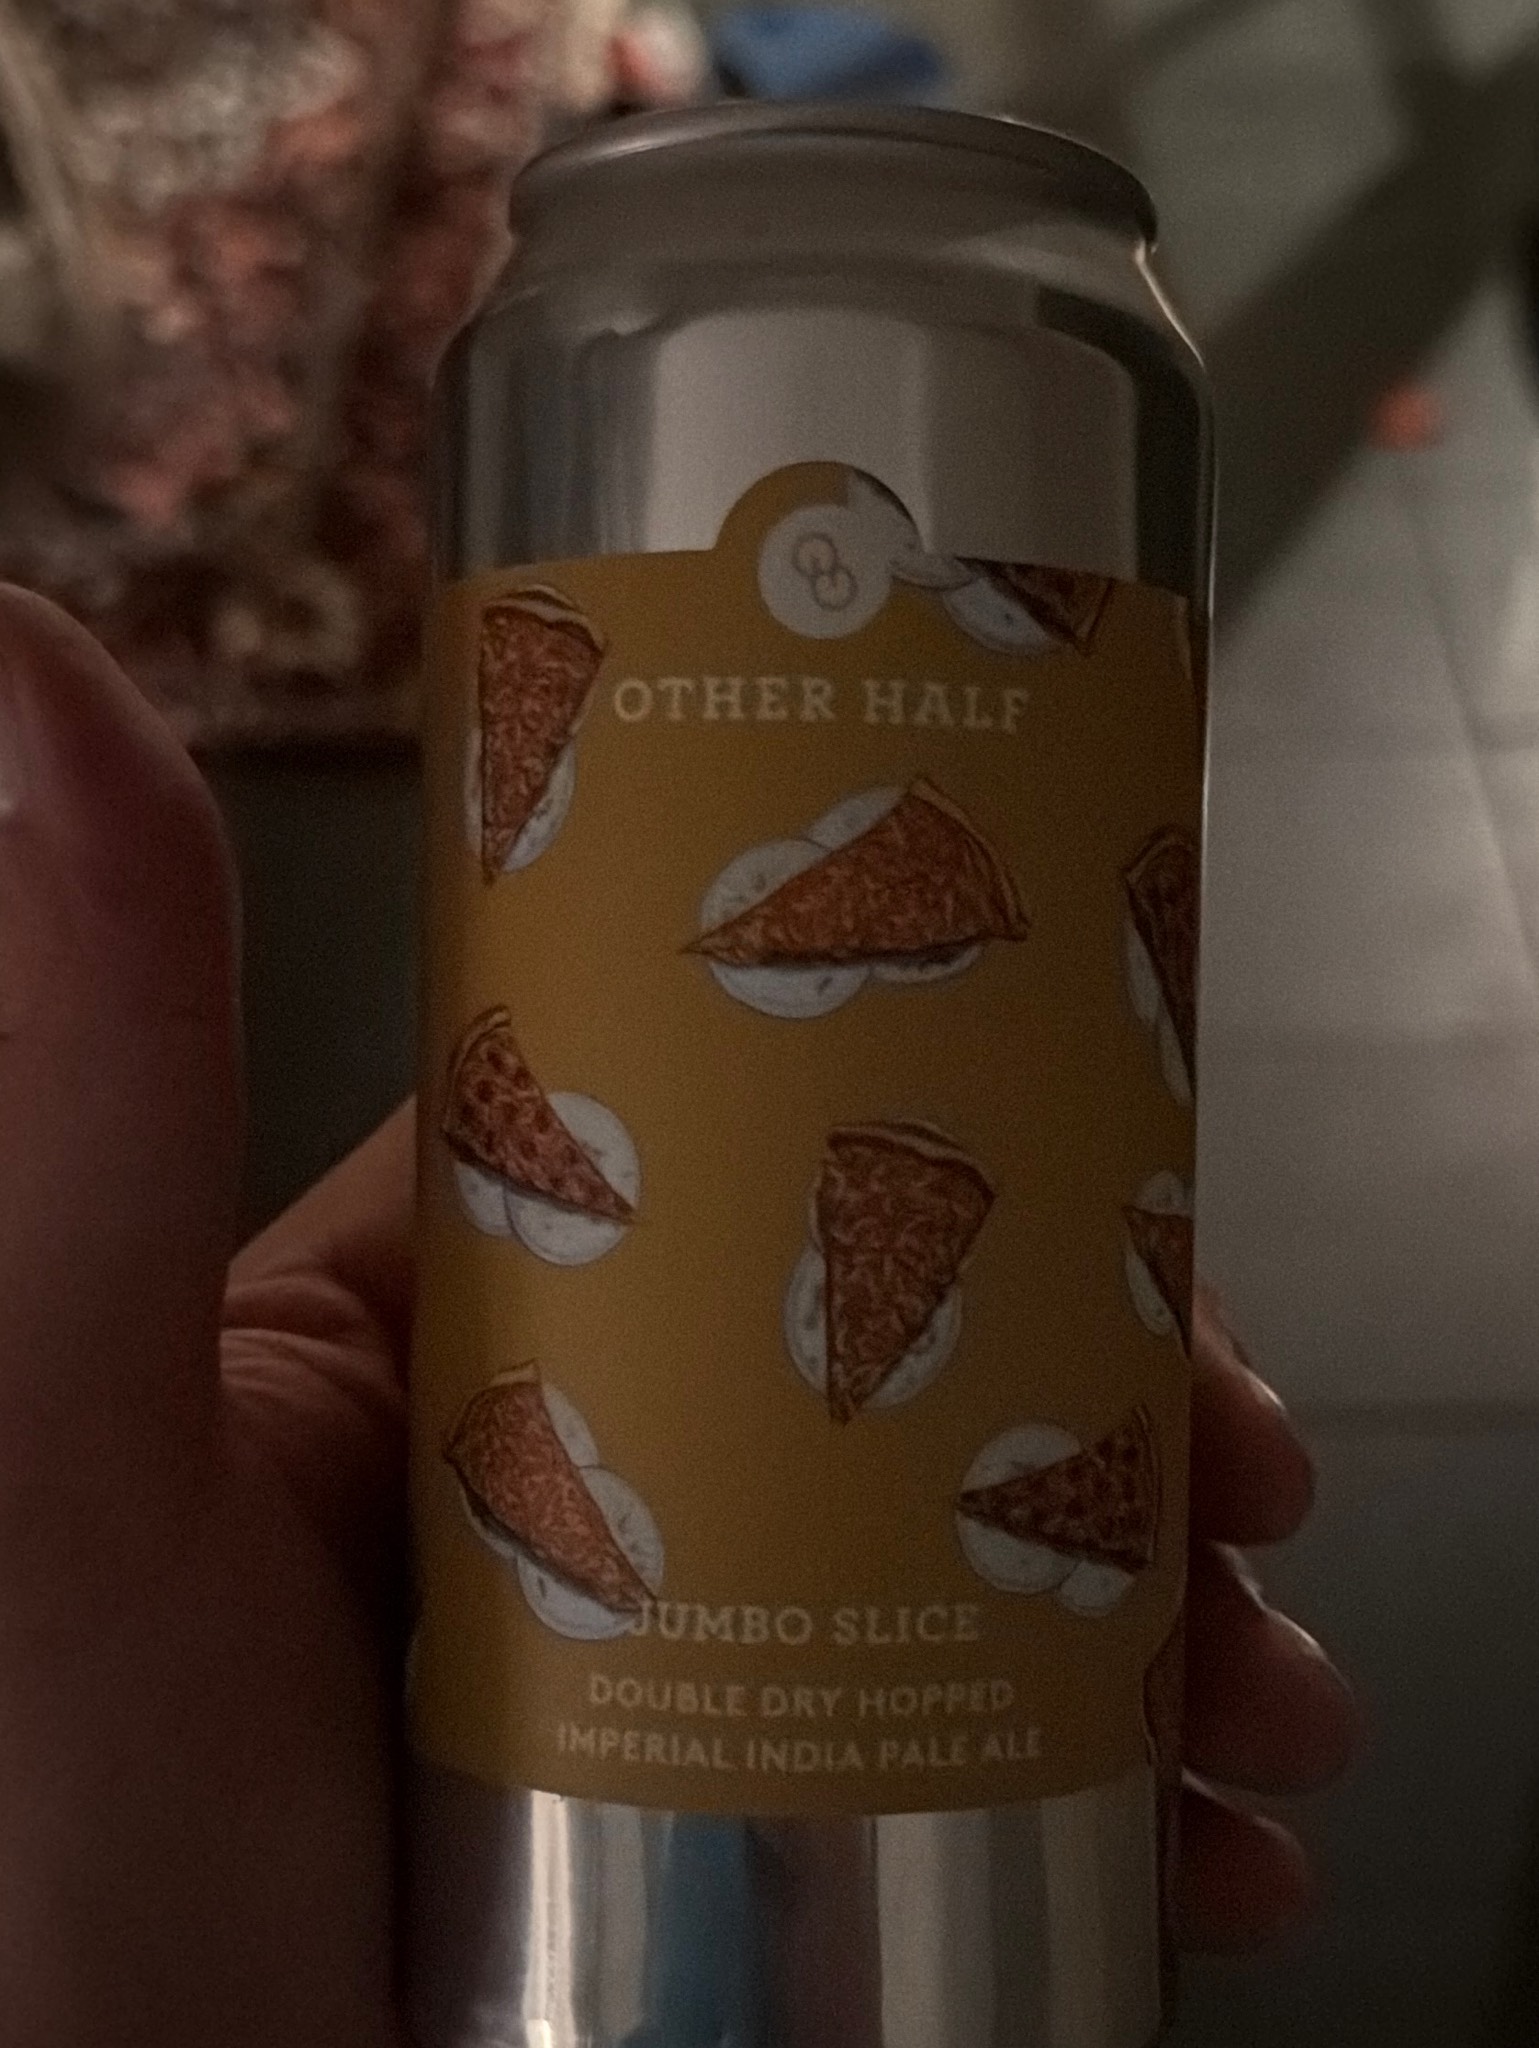 OTHER HALF
JUMBO SLICE
DOUBLE DRY HOPPED
IMPERIAL INDIA PALE ALE